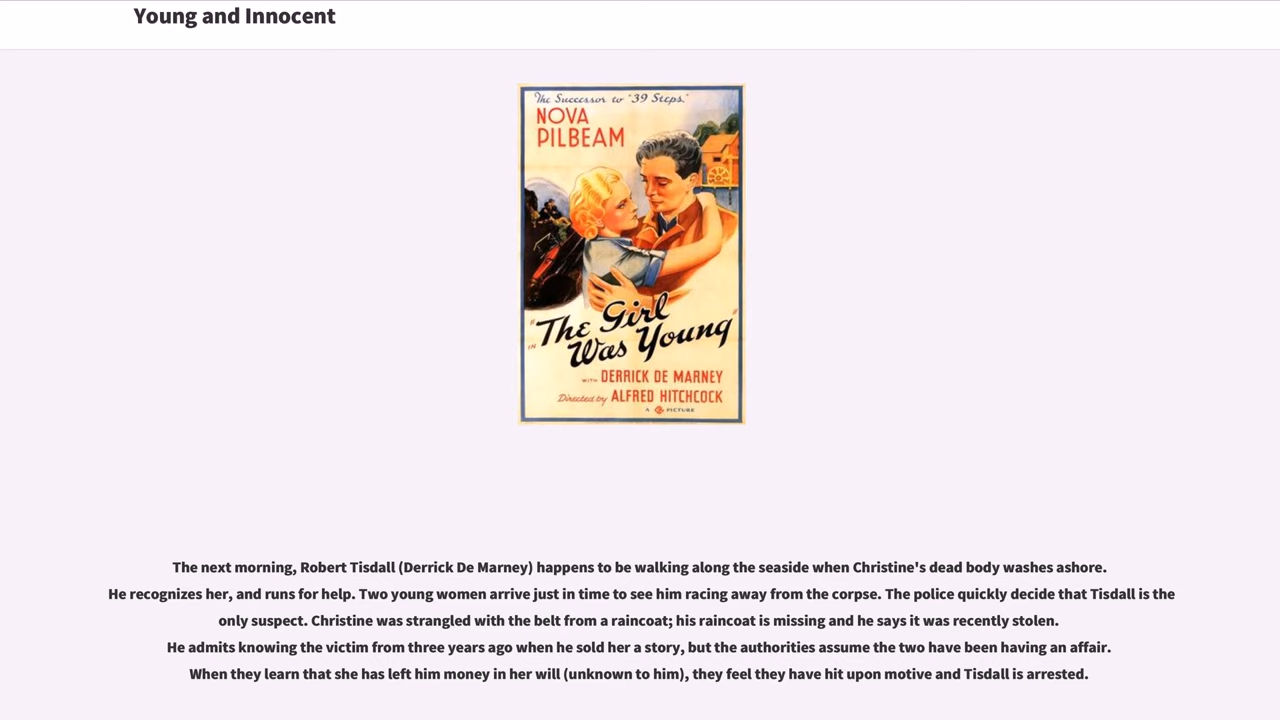 Young and Innocent
The Successor to "39 Steps"
NOVA
PILBEAM
"The Girl
IN Was Young"
WITH DERRICK DE MARNEY
Directed by ALFRED HITCHCOCK
A GB PICTURE
The next morning, Robert Tisdall (Derrick De Marney) happens to be walking along the seaside when Christine's dead body washes ashore.
He recognizes her, and runs for help. Two young women arrive just in time to see him racing away from the corpse. The police quickly decide that Tisdall is the
only suspect. Christine was strangled with the belt from a raincoat; his raincoat is missing and he says it was recently stolen.
He admits knowing the victim from three years ago when he sold her a story, but the authorities assume the two have been having an affair.
When they learn that she has left him money in her will (unknown to him), they feel they have hit upon motive and Tisdall is arrested.